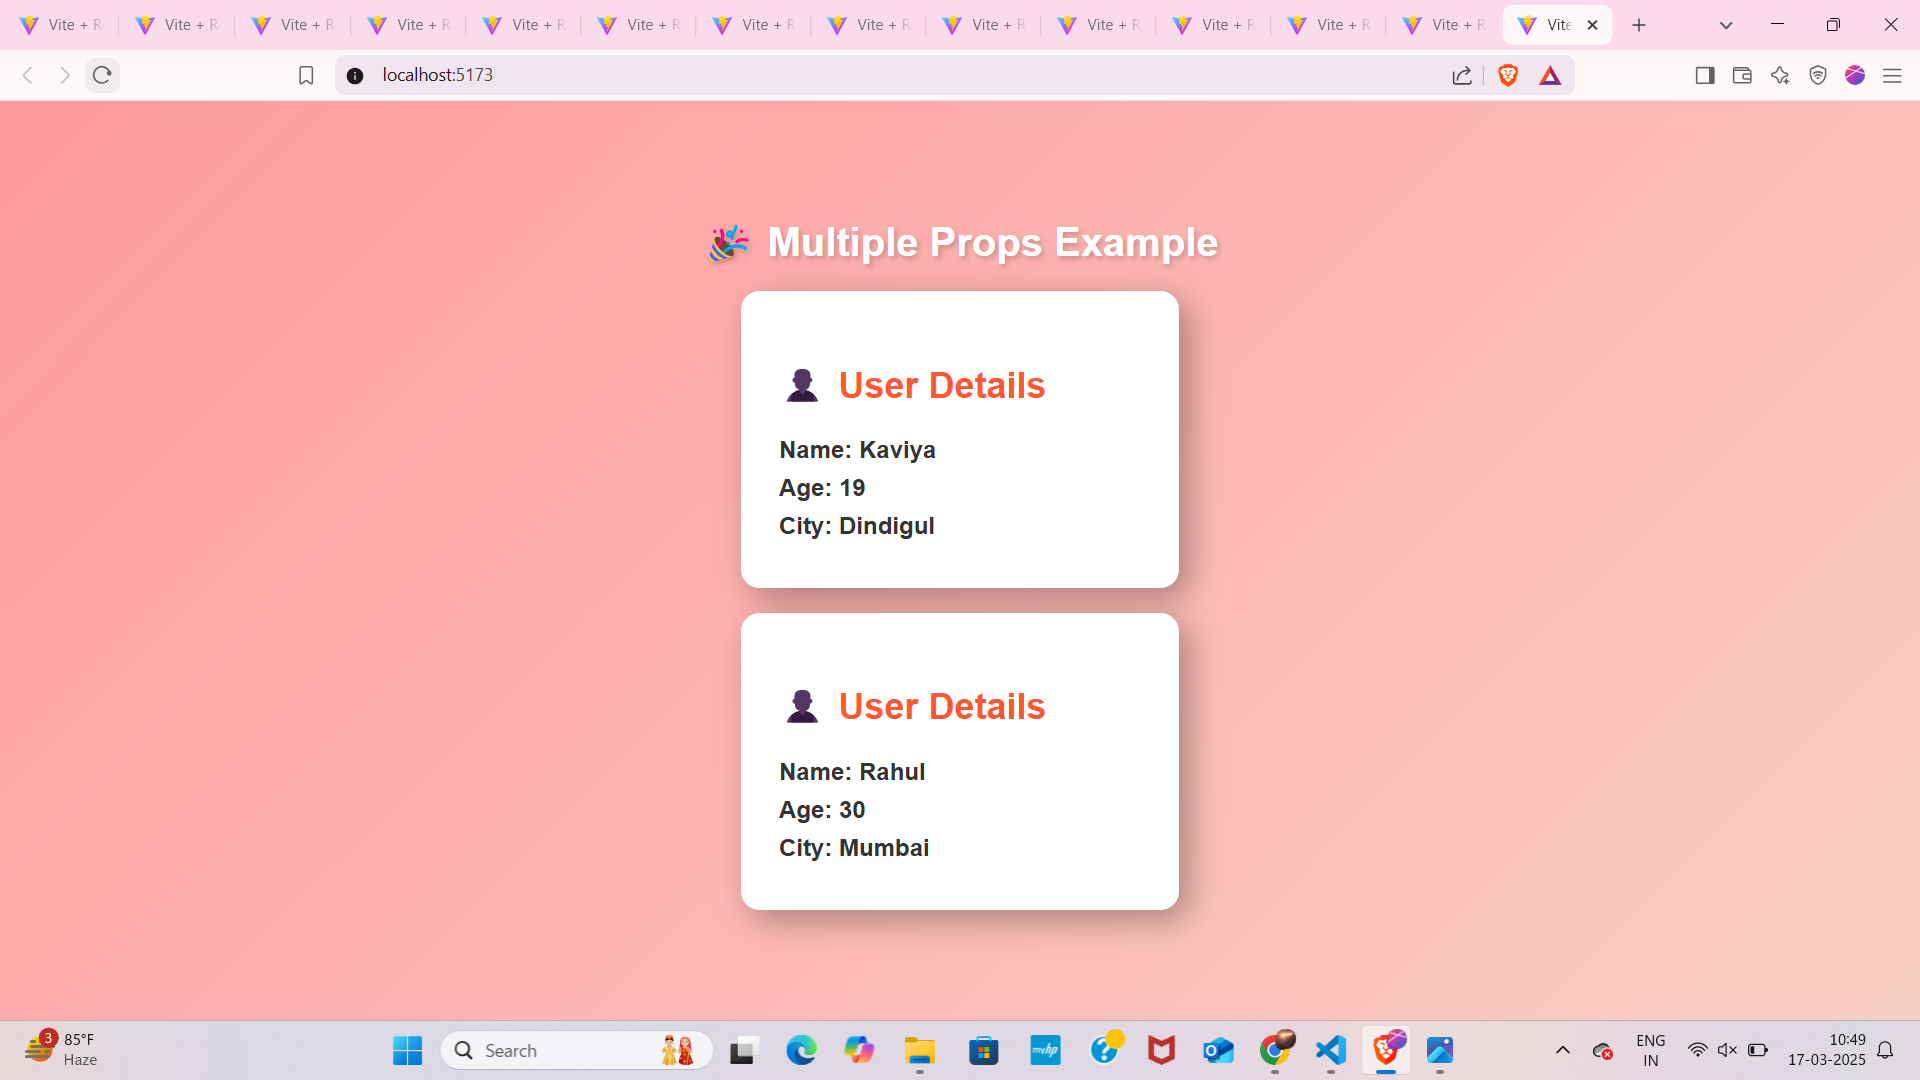 Vite + R
Vite + R
Vite + R
Vite + R
Vite + R
Vite + R
Vite + R
Vite + R
Vite + R
Vite + R
Vite + R
Vite + R
Vite + R
Vite
localhost:5173
Multiple Props Example
User Details
Name: Kaviya
Age: 19
City: Dindigul
User Details
Name: Rahul
Age: 30
City: Mumbai
3
85°F
Haze
Search
myhp
ENG
IN
10:49
17-03-2025